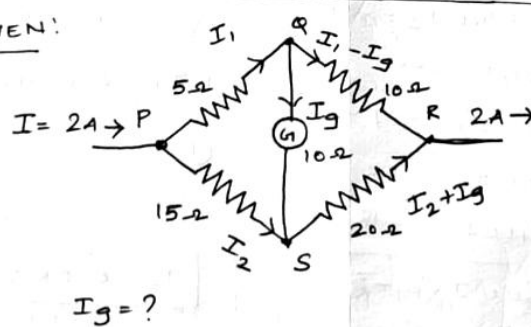 EN:
I₁
Q
I₁-Ig
5Ω
10Ω
I= 2A→ P
Ig
R 2A→
G
10Ω
15Ω
I₂+Ig
20Ω
I₂
S
Ig = ?